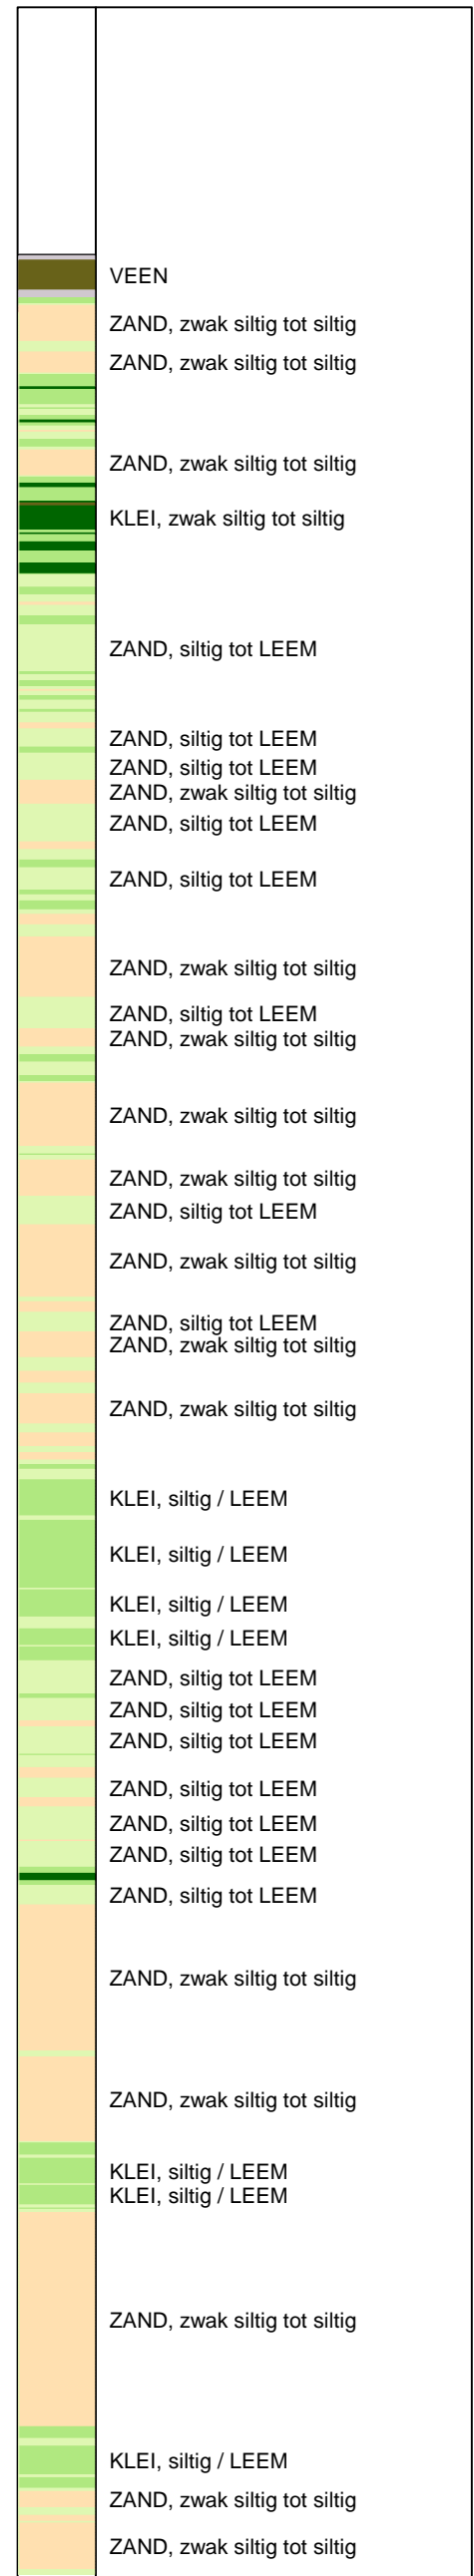 VEEN
ZAND, zwak siltig tot siltig
ZAND, zwak siltig tot siltig
ZAND, zwak siltig tot siltig
KLEI, zwak siltig tot siltig
ZAND, siltig tot LEEM
ZAND, siltig tot LEEM
ZAND, siltig tot LEEM
ZAND, zwak siltig tot siltig
ZAND, siltig tot LEEM
ZAND, siltig tot LEEM
ZAND, zwak siltig tot siltig
ZAND, siltig tot LEEM
ZAND, zwak siltig tot siltig
ZAND, zwak siltig tot siltig
ZAND, zwak siltig tot siltig
ZAND, siltig tot LEEM
ZAND, zwak siltig tot siltig
ZAND, siltig tot LEEM
ZAND, zwak siltig tot siltig
ZAND, zwak siltig tot siltig
KLEI, siltig / LEEM
KLEI, siltig / LEEM
KLEI, siltig / LEEM
KLEI, siltig / LEEM
ZAND, siltig tot LEEM
ZAND, siltig tot LEEM
ZAND, siltig tot LEEM
ZAND, siltig tot LEEM
ZAND, siltig tot LEEM
ZAND, siltig tot LEEM
ZAND, siltig tot LEEM
ZAND, zwak siltig tot siltig
ZAND, zwak siltig tot siltig
KLEI, siltig / LEEM
KLEI, siltig / LEEM
ZAND, zwak siltig tot siltig
KLEI, siltig / LEEM
ZAND, zwak siltig tot siltig
ZAND, zwak siltig tot siltig